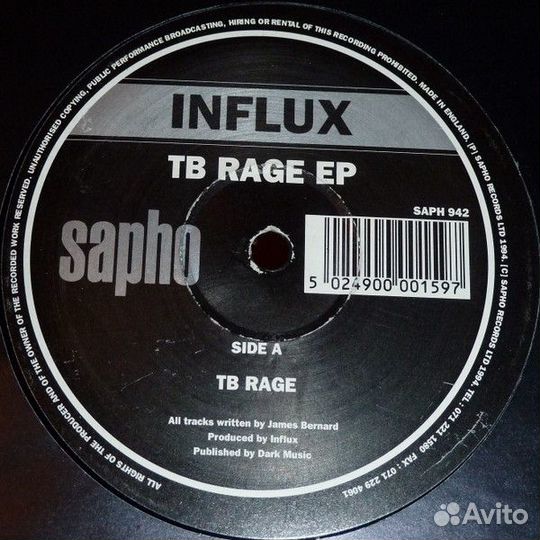 INFLUX
TB RAGE EP
sapho
SAPH 942
5 024900 001597
SIDE A
TB RAGE
All tracks written by James Bernard
Produced by Influx
Published by Dark Music
ALL RIGHTS OF THE PRODUCER AND OF THE OWNER OF THE RECORDED WORK RESERVED. UNAUTHORISED COPYING, PUBLIC PERFORMANCE BROADCASTING, HIRING OR RENTAL OF THIS RECORDING PROHIBITED. MADE IN ENGLAND. (P) SAPHO RECORDS LTD 1994. (C) SAPHO RECORDS LTD 1994. TEL : 071 221 1580 FAX : 071 229 4061
Avito